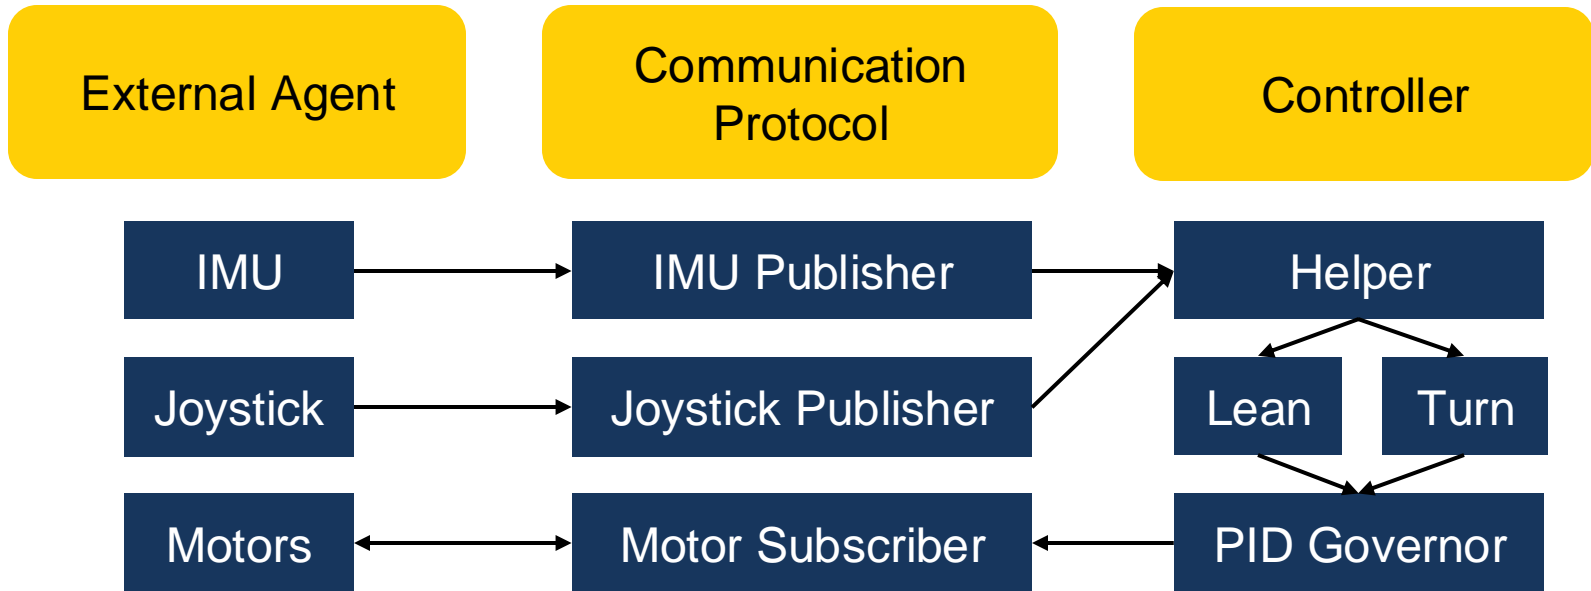 External Agent
Communication
Protocol
Controller
IMU
IMU Publisher
Helper
Joystick
Joystick Publisher
Lean
Turn
Motors
Motor Subscriber
PID Governor